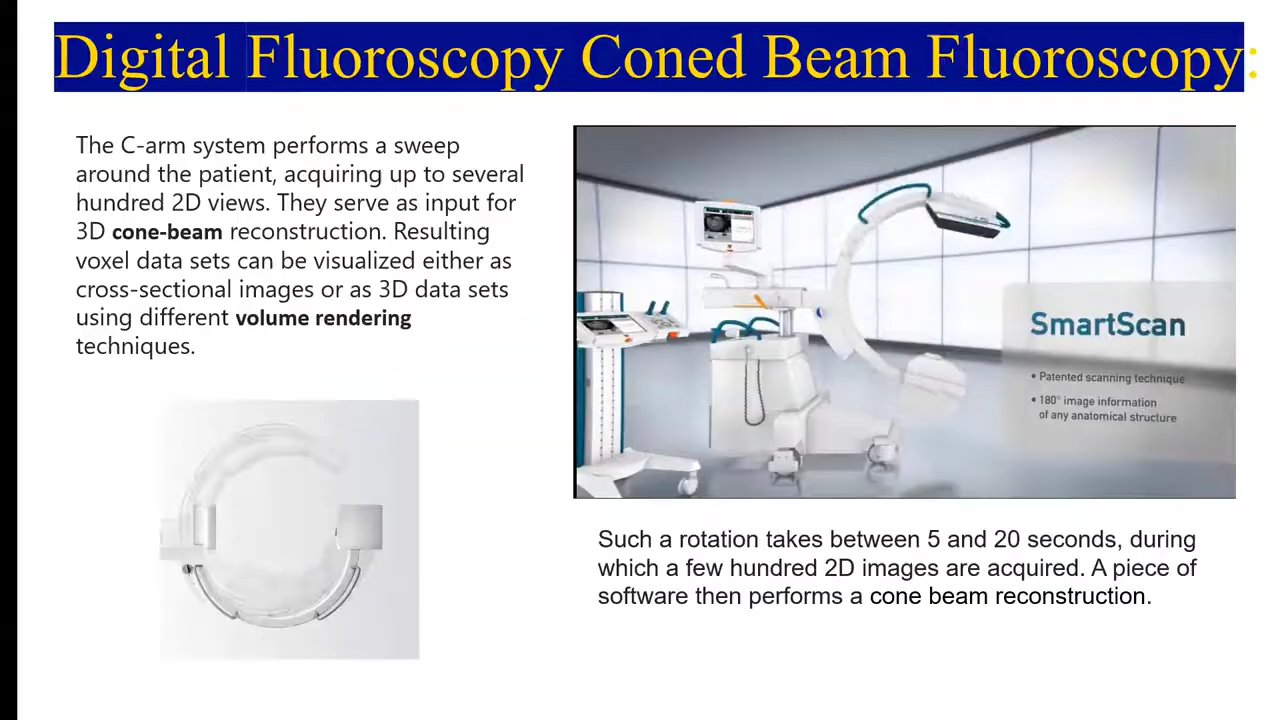 Digital Fluoroscopy Coned Beam Fluoroscopy:
The C-arm system performs a sweep
around the patient, acquiring up to several
hundred 2D views. They serve as input for
3D cone-beam reconstruction. Resulting
voxel data sets can be visualized either as
cross-sectional images or as 3D data sets
using different volume rendering
techniques.
SmartScan
• Patented scanning technique
• 180° image information
of any anatomical structure
Such a rotation takes between 5 and 20 seconds, during
which a few hundred 2D images are acquired. A piece of
software then performs a cone beam reconstruction.